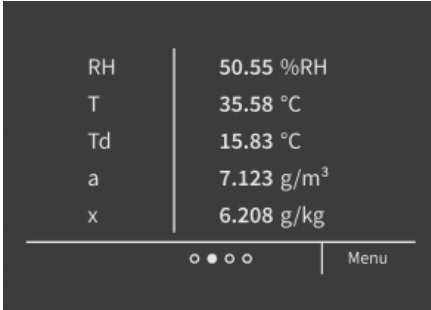 RH 50.55 %RH
T 35.58 °C
Td 15.83 °C
a 7.123 g/m³
x 6.208 g/kg
Menu